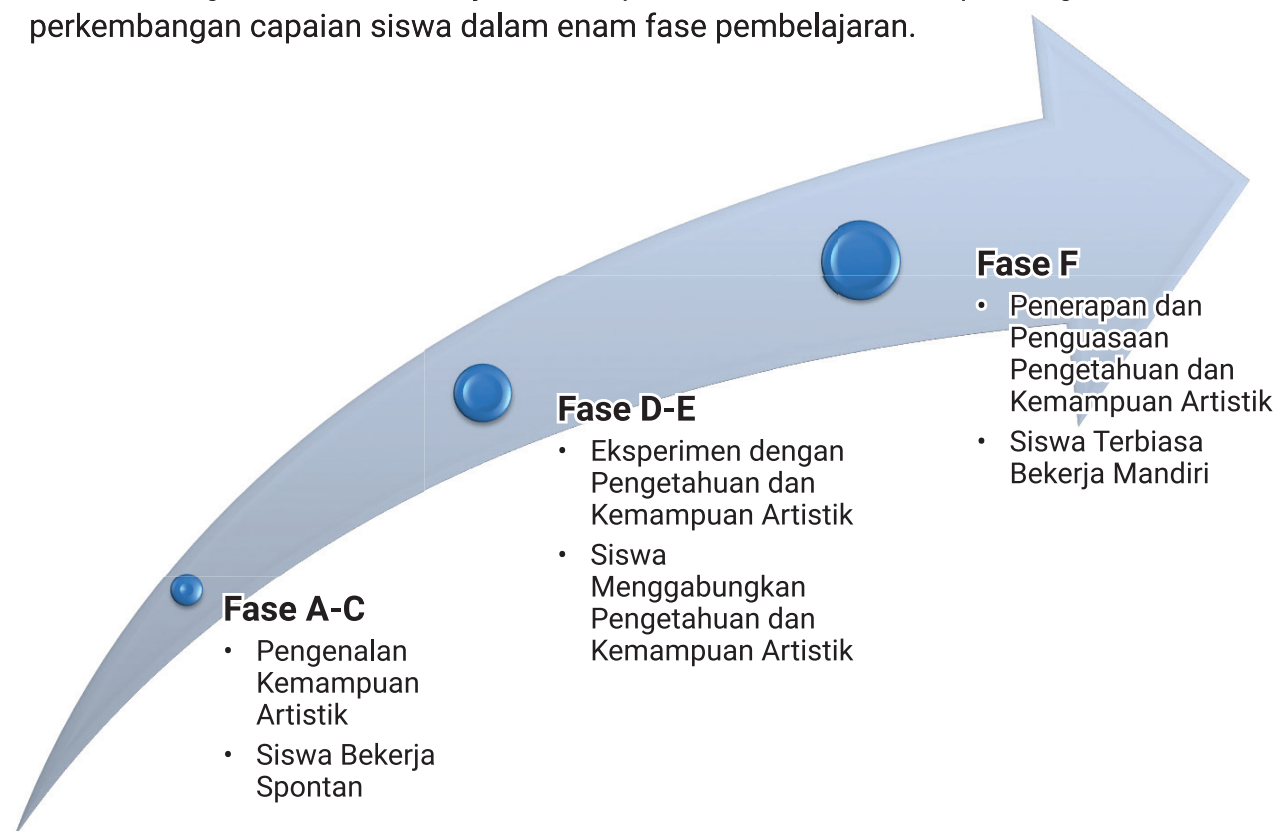 perkembangan capaian siswa dalam enam fase pembelajaran.
Fase A-C
• Pengenalan
Kemampuan
Artistik
• Siswa Bekerja
Spontan
Fase D-E
• Eksperimen dengan
Pengetahuan dan
Kemampuan Artistik
• Siswa
Menggabungkan
Pengetahuan dan
Kemampuan Artistik
Fase F
• Penerapan dan
Penguasaan
Pengetahuan dan
Kemampuan Artistik
• Siswa Terbiasa
Bekerja Mandiri